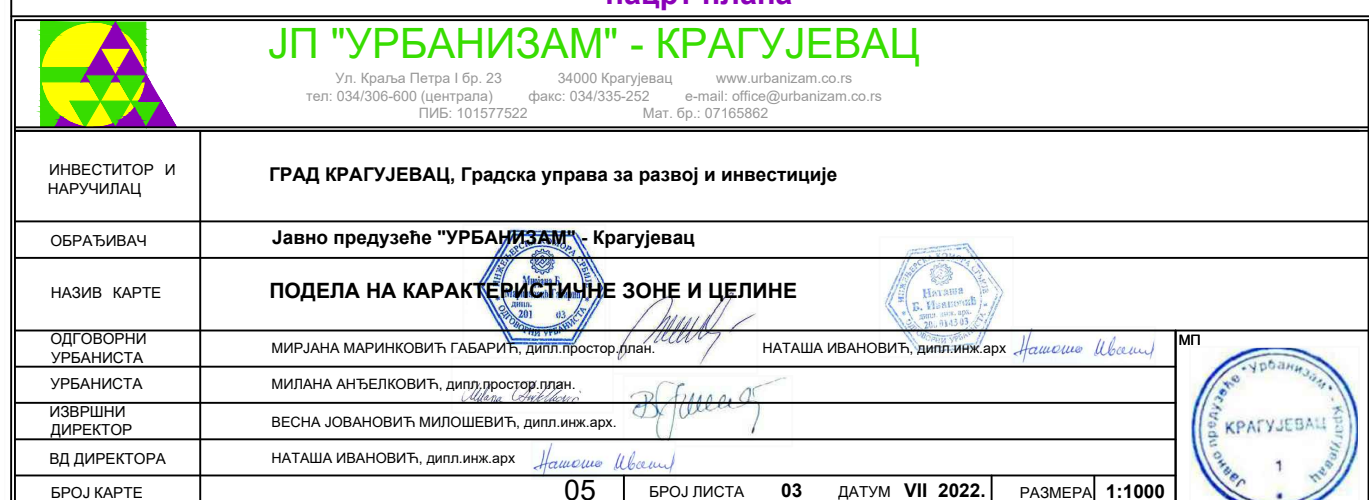 нацрт плана
ЈП "УРБАНИЗАМ" - КРАГУЈЕВАЦ
Ул. Краља Петра I бр. 23 34000 Крагујевац www.urbanizam.co.rs
тел: 034/306-600 (централа) факс: 034/335-252 e-mail: office@urbanizam.co.rs
ПИБ: 101577522 Мат. бр.: 07165862
ИНВЕСТИТОР И НАРУЧИЛАЦ
ГРАД КРАГУЈЕВАЦ, Градска управа за развој и инвестиције
ОБРАЂИВАЧ
Јавно предузеће "УРБАНИЗАМ" - Крагујевац
НАЗИВ КАРТЕ
ПОДЕЛА НА КАРАКТЕРИСТИЧНЕ ЗОНЕ И ЦЕЛИНЕ
ОДГОВОРНИ
УРБАНИСТА
МИРЈАНА МАРИНКОВИЋ ГАБАРИЋ, дипл.простор.план. НАТАША ИВАНОВИЋ, дипл.инж.арх
МП
УРБАНИСТА
МИЛАНА АНЂЕЛКОВИЋ, дипл.простор.план.
ИЗВРШНИ
ДИРЕКТОР
ВЕСНА ЈОВАНОВИЋ МИЛОШЕВИЋ, дипл.инж.арх.
ВД ДИРЕКТОРА
НАТАША ИВАНОВИЋ, дипл.инж.арх
Јавно предузеће "Урбанизам" - Крагујевац
КРАГУЈЕВАЦ
1
БРОЈ КАРТЕ 05 БРОЈ ЛИСТА 03 ДАТУМ VII 2022. РАЗМЕРА 1:1000